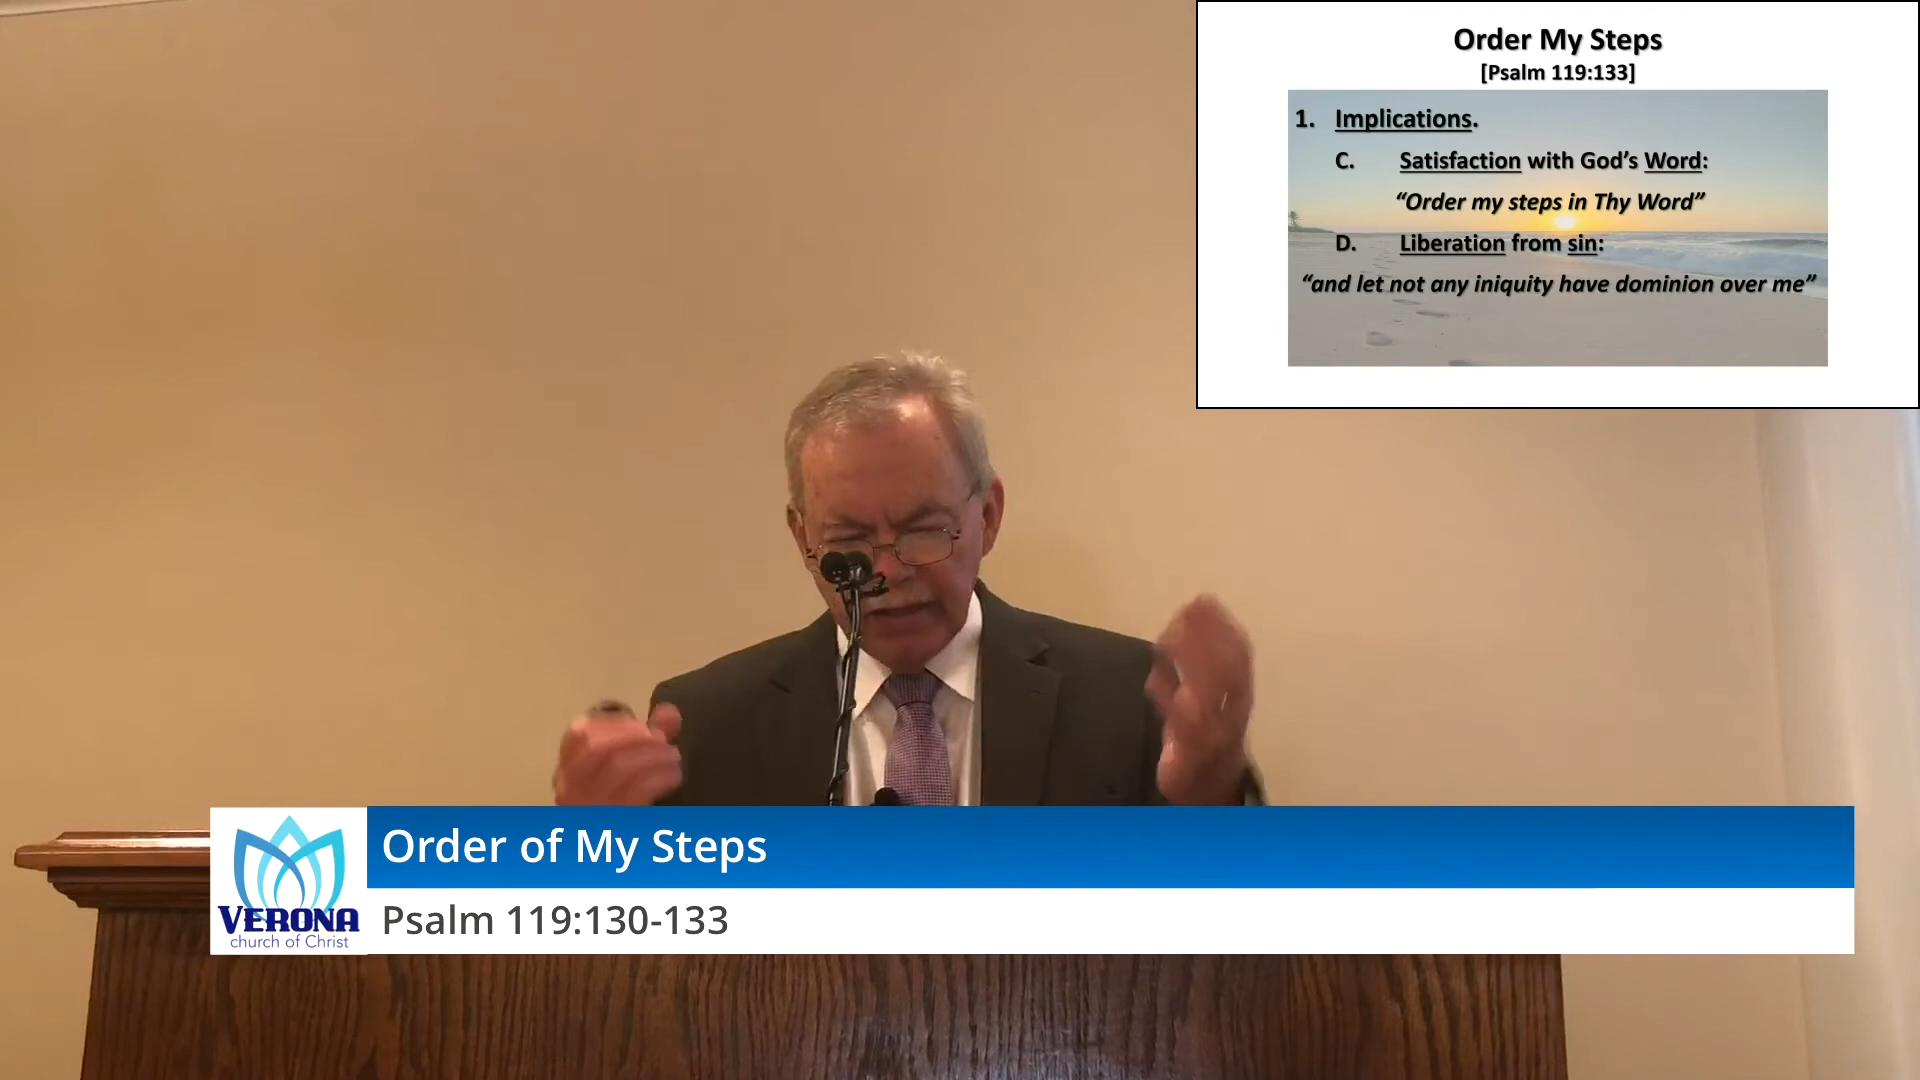 Order My Steps
[Psalm 119:133]
1. Implications.
C. Satisfaction with God's Word:
“Order my steps in Thy Word”
D. Liberation from sin:
“and let not any iniquity have dominion over me”
Order of My Steps
VERONA
church of Christ
Psalm 119:130-133